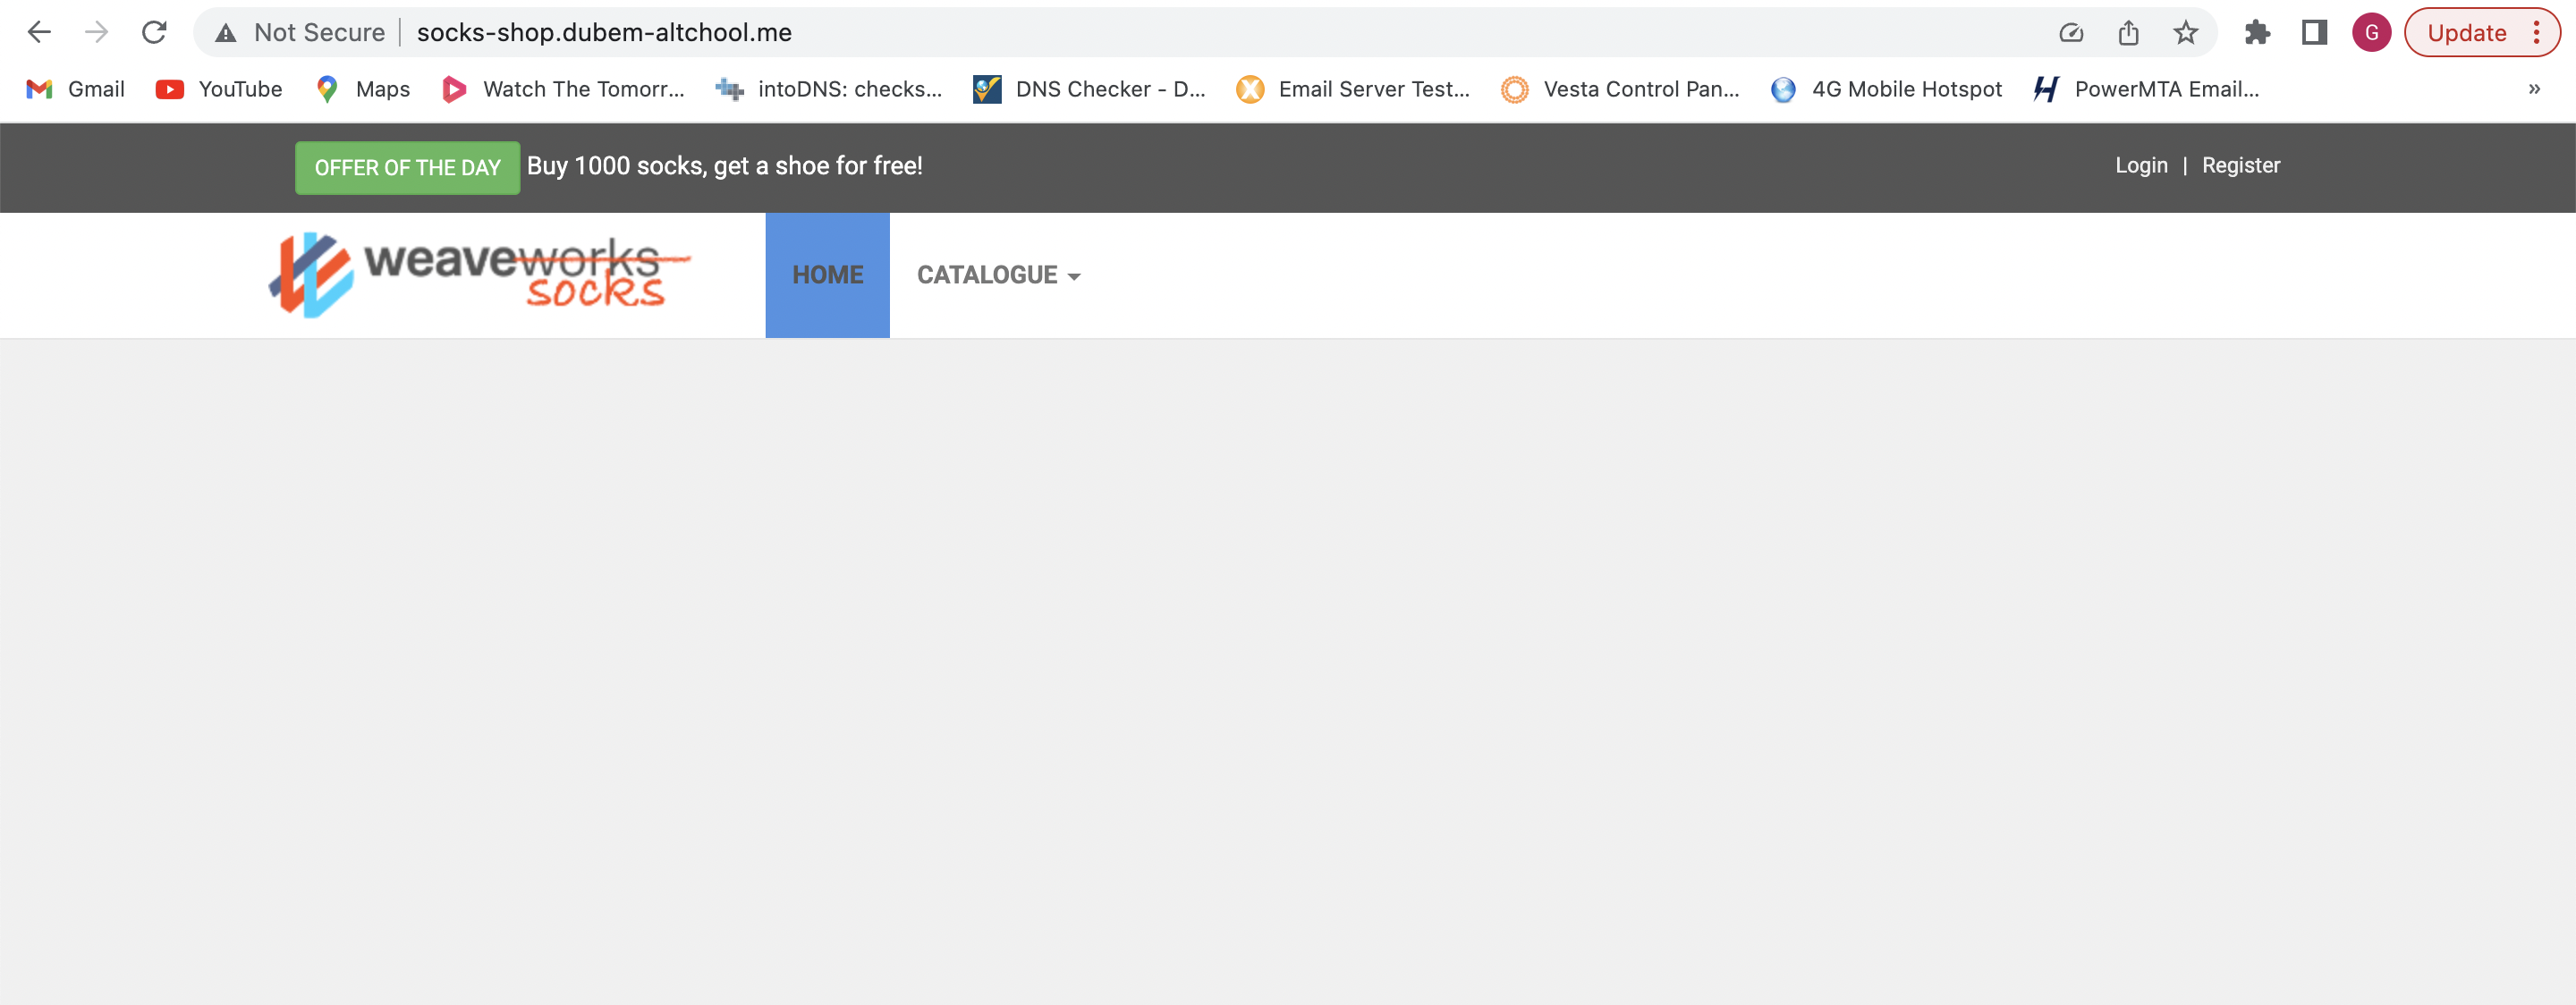 Not Secure | socks-shop.dubem-altchool.me
G
Update
Gmail YouTube Maps Watch The Tomorr... intoDNS: checks... DNS Checker - D... Email Server Test... Vesta Control Pan... 4G Mobile Hotspot PowerMTA Email... »
OFFER OF THE DAY Buy 1000 socks, get a shoe for free!
Login | Register
weaveworks
socks
HOME CATALOGUE